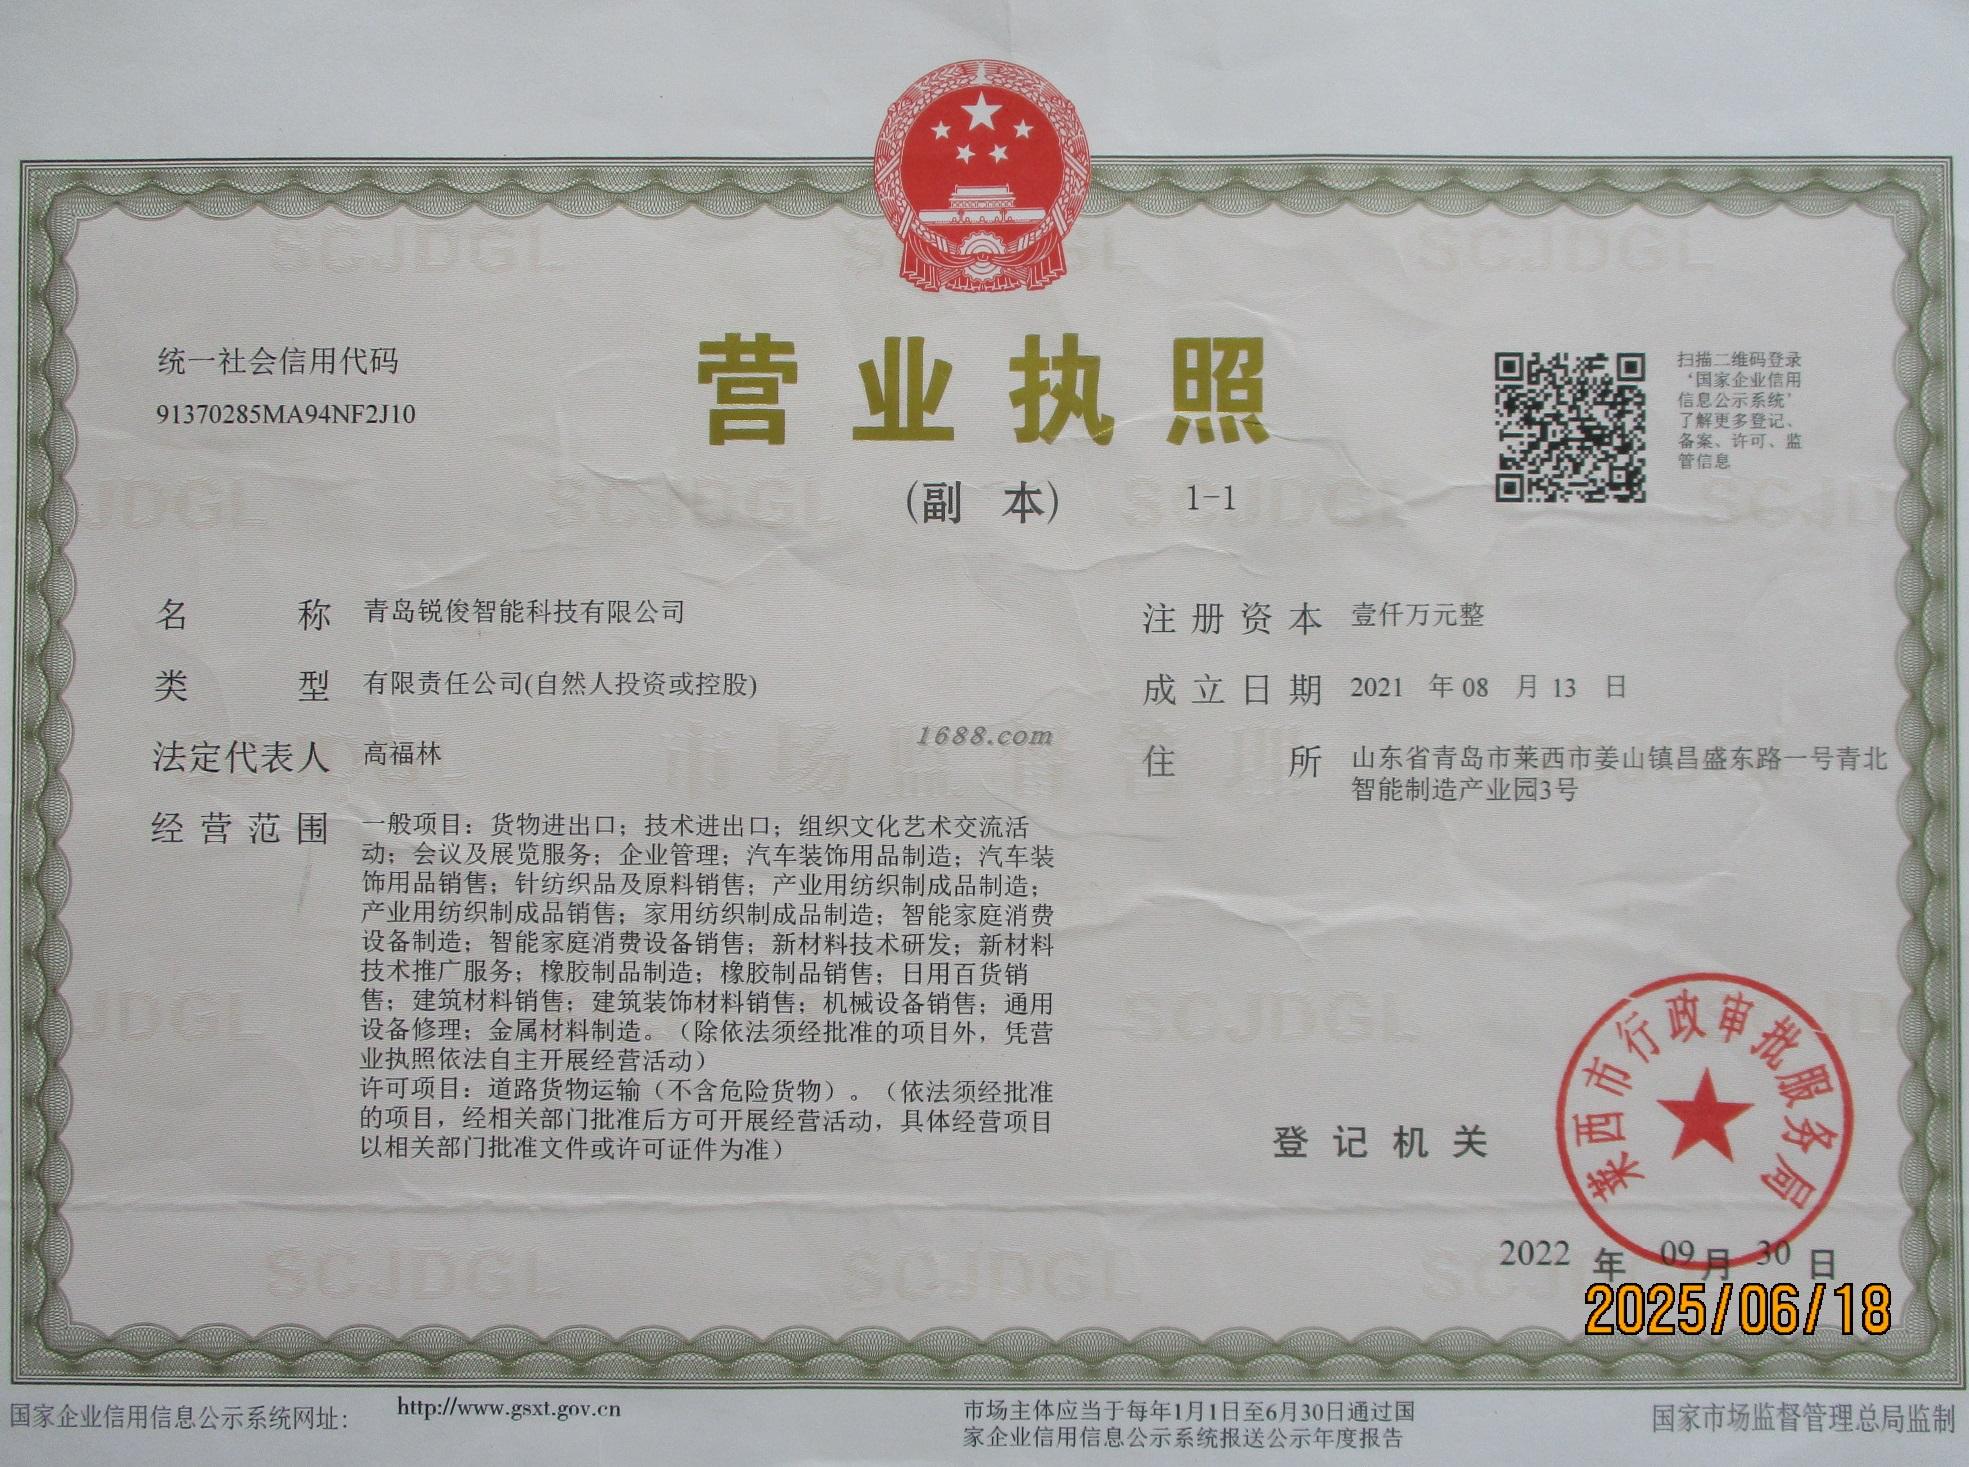 统一社会信用代码
91370285MA94NF2J10
营业执照
(副 本) 1-1
扫描二维码登录
‘国家企业信用
信息公示系统’
了解更多登记、
备案、许可、监
管信息
名称 青岛锐俊智能科技有限公司
类型 有限责任公司(自然人投资或控股)
法定代表人 高福林
经营范围 一般项目：货物进出口；技术进出口；组织文化艺术交流活
动；会议及展览服务；企业管理；汽车装饰用品制造；汽车装
饰用品销售；针纺织品及原料销售；产业用纺织制成品制造；
产业用纺织制成品销售；家用纺织制成品制造；智能家庭消费
设备制造；智能家庭消费设备销售；新材料技术研发；新材料
技术推广服务；橡胶制品制造；橡胶制品销售；日用百货销
售；建筑材料销售；建筑装饰材料销售；机械设备销售；通用
设备修理；金属材料制造。（除依法须经批准的项目外，凭营
业执照依法自主开展经营活动）
许可项目：道路货物运输（不含危险货物）。（依法须经批准
的项目，经相关部门批准后方可开展经营活动，具体经营项目
以相关部门批准文件或许可证件为准）
注册资本 壹仟万元整
成立日期 2021 年 08 月 13 日
住所 山东省青岛市莱西市姜山镇昌盛东路一号青北
智能制造产业园3号
1688.com
登记机关
莱西市行政审批服务局
2022 年 09 月 30 日
2025/06/18
国家企业信用信息公示系统网址： http://www.gsxt.gov.cn
市场主体应当于每年1月1日至6月30日通过国
家企业信用信息公示系统报送公示年度报告
国家市场监督管理总局监制
SCJDGL
市场监督管理